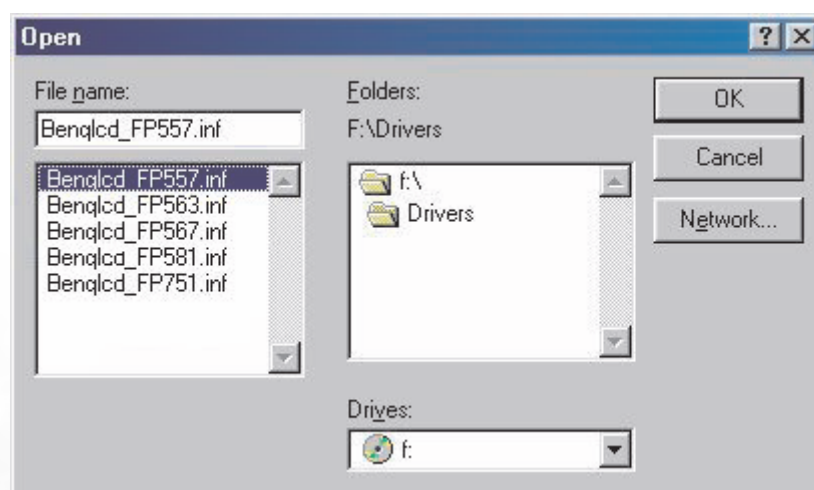 Open
File name:
Benqlcd_FP557.inf
Benqlcd_FP557.inf
Benqlcd_FP563.inf
Benqlcd_FP567.inf
Benqlcd_FP581.inf
Benqlcd_FP751.inf
Folders:
F:\Drivers
f:\
Drivers
Drives:
f:
OK
Cancel
Network...